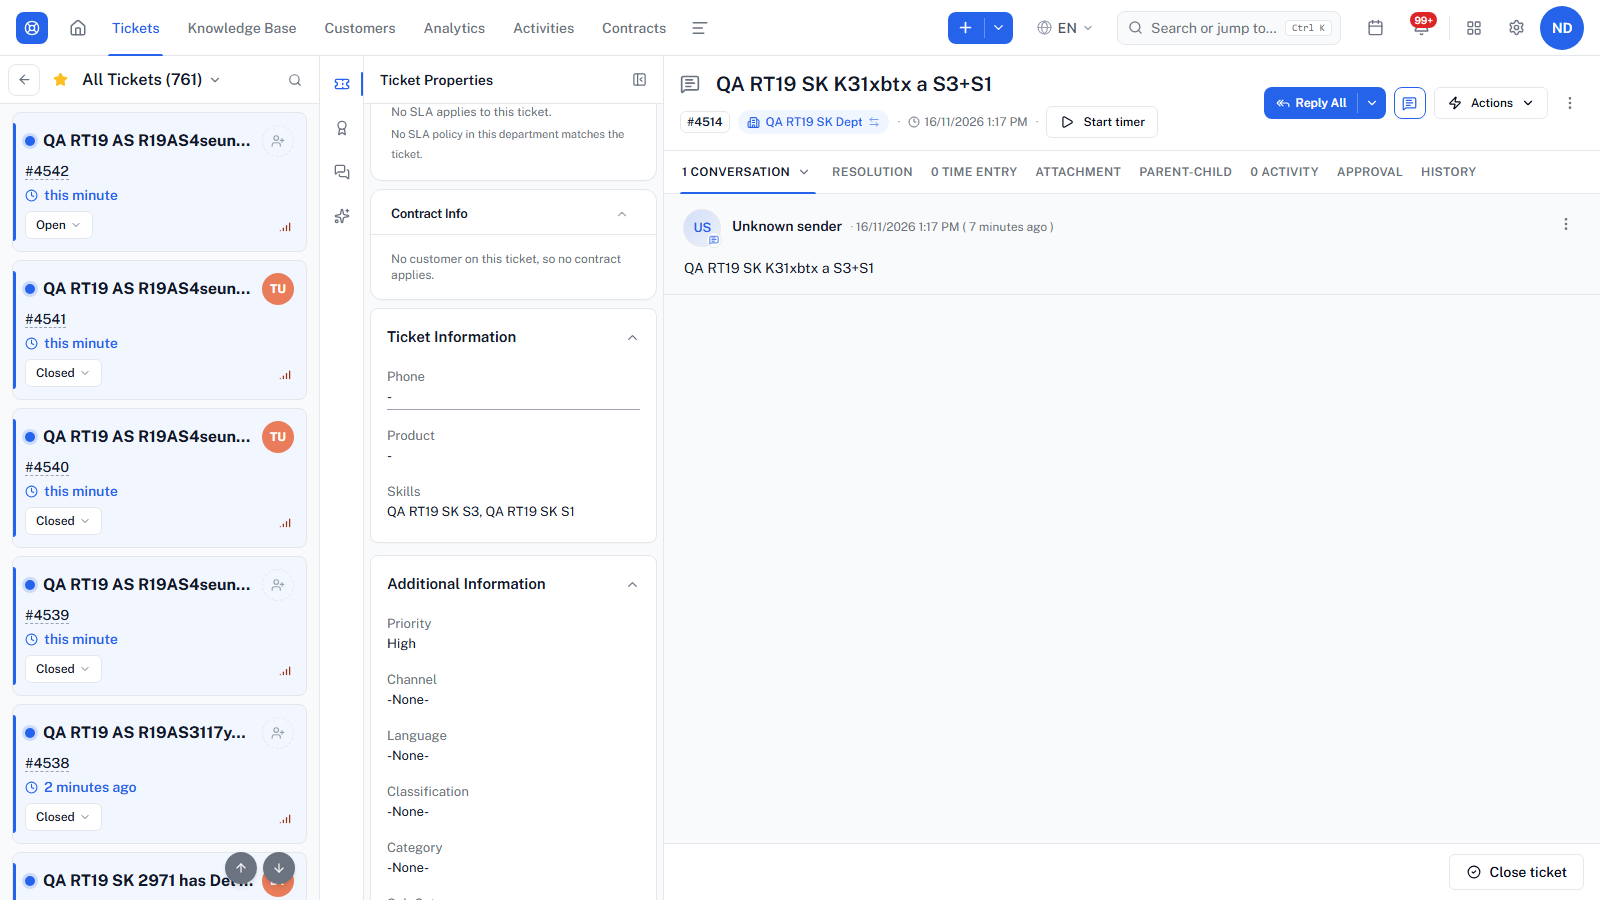 Tickets
Knowledge Base
Customers
Analytics
Activities
Contracts
EN
Search or jump to...
Ctrl K
99+
ND
All Tickets (761)
QA RT19 AS R19AS4seun...
#4542
this minute
Open
QA RT19 AS R19AS4seun...
TU
#4541
this minute
Closed
QA RT19 AS R19AS4seun...
TU
#4540
this minute
Closed
QA RT19 AS R19AS4seun...
#4539
this minute
Closed
QA RT19 AS R19AS3117y...
#4538
2 minutes ago
Closed
QA RT19 SK 2971 has
Ticket Properties
No SLA applies to this ticket.
No SLA policy in this department matches the
ticket.
Contract Info
No customer on this ticket, so no contract
applies.
Ticket Information
Phone
-
Product
-
Skills
QA RT19 SK S3, QA RT19 SK S1
Additional Information
Priority
High
Channel
-None-
Language
-None-
Classification
-None-
Category
-None-
QA RT19 SK K31xbtx a S3+S1
#4514
QA RT19 SK Dept
· 16/11/2026 1:17 PM ·
Start timer
Reply All
Actions
1 CONVERSATION
RESOLUTION
0 TIME ENTRY
ATTACHMENT
PARENT-CHILD
0 ACTIVITY
APPROVAL
HISTORY
US
Unknown sender · 16/11/2026 1:17 PM ( 7 minutes ago )
QA RT19 SK K31xbtx a S3+S1
Close ticket